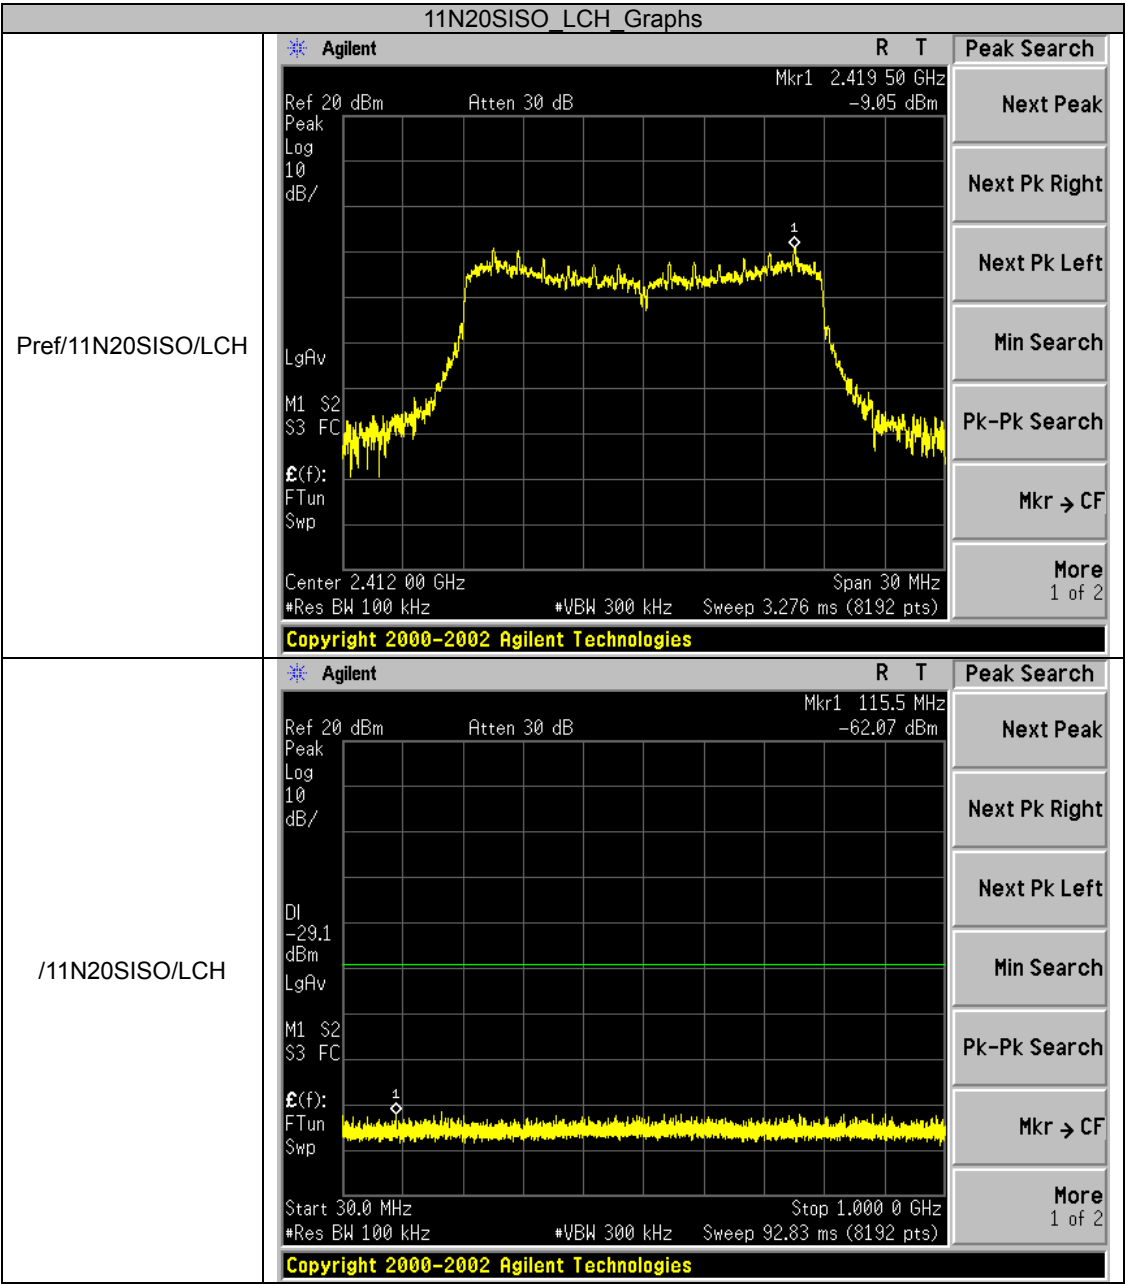 11N20SISO_LCH_Graphs
Pref/11N20SISO/LCH
Agilent R T
Mkr1 2.419 50 GHz
Ref 20 dBm Atten 30 dB -9.05 dBm
Peak
Log
10
dB/
1
LgAv
M1 S2
S3 FC
£(f):
FTun
Swp
Center 2.412 00 GHz Span 30 MHz
#Res BW 100 kHz #VBW 300 kHz Sweep 3.276 ms (8192 pts)
Copyright 2000-2002 Agilent Technologies
Peak Search
Next Peak
Next Pk Right
Next Pk Left
Min Search
Pk-Pk Search
Mkr → CF
More
1 of 2
/11N20SISO/LCH
Agilent R T
Mkr1 115.5 MHz
Ref 20 dBm Atten 30 dB -62.07 dBm
Peak
Log
10
dB/
DI
-29.1
dBm
LgAv
M1 S2
S3 FC
1
£(f):
FTun
Swp
Start 30.0 MHz Stop 1.000 0 GHz
#Res BW 100 kHz #VBW 300 kHz Sweep 92.83 ms (8192 pts)
Copyright 2000-2002 Agilent Technologies
Peak Search
Next Peak
Next Pk Right
Next Pk Left
Min Search
Pk-Pk Search
Mkr → CF
More
1 of 2